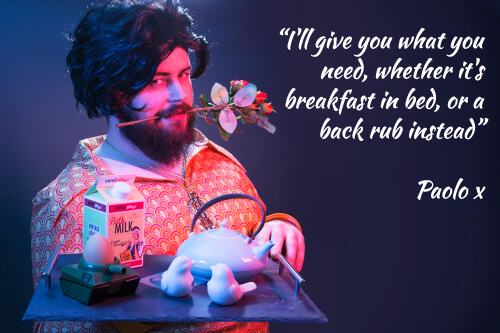 “I'll give you what you
need, whether it's
breakfast in bed, or a
back rub instead”
Paolo x
MILK